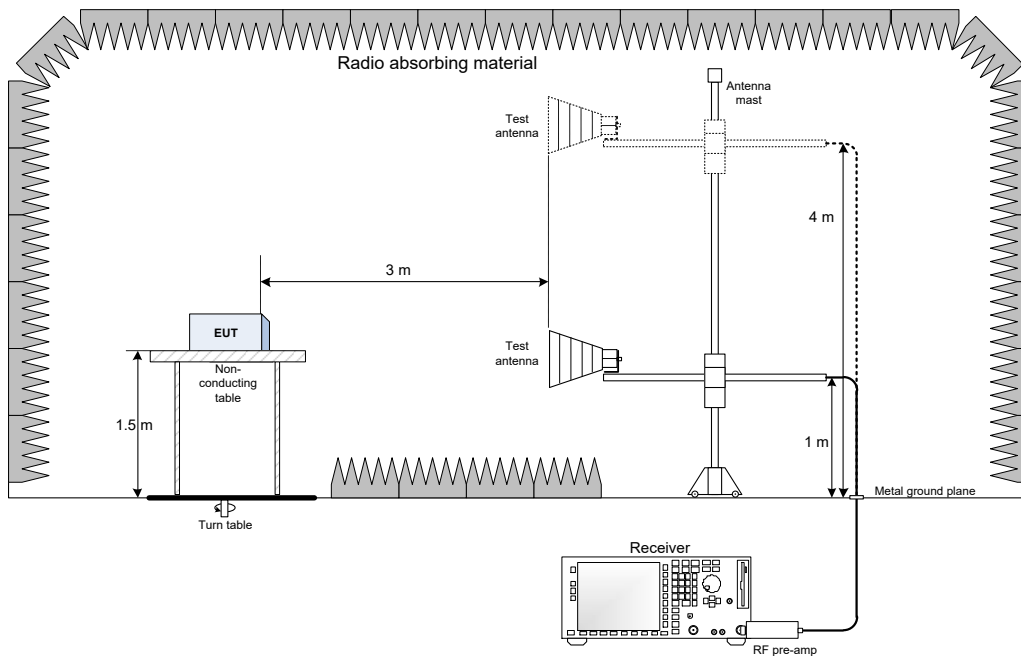 Radio absorbing material
Antenna
mast
Test
antenna
4 m
3 m
EUT
Test
antenna
Non-
conducting
table
1.5 m
1 m
Metal ground plane
Turn table
Receiver
RF pre-amp